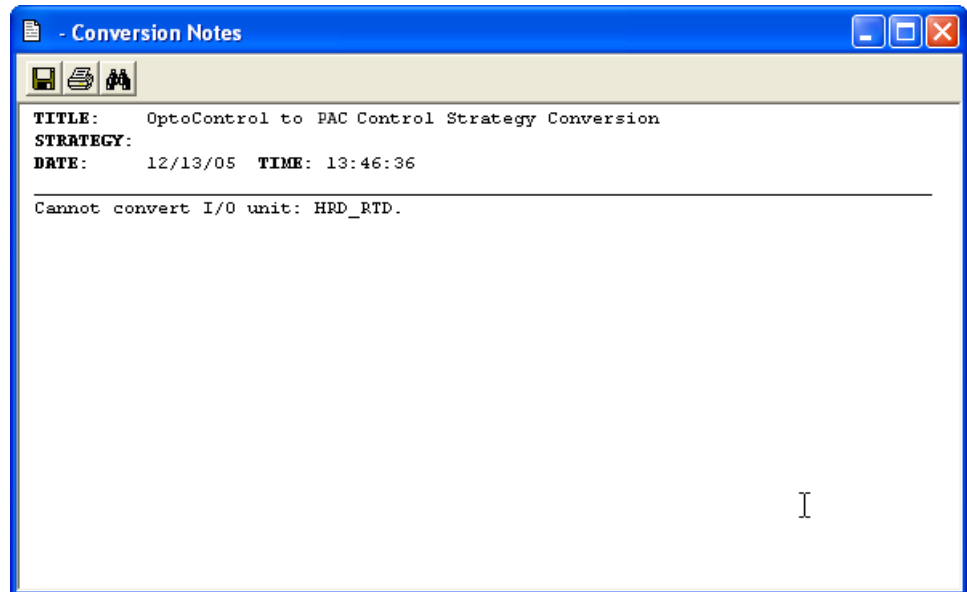 - Conversion Notes
TITLE: OptoControl to PAC Control Strategy Conversion
STRATEGY:
DATE: 12/13/05 TIME: 13:46:36
Cannot convert I/O unit: HRD_RTD.